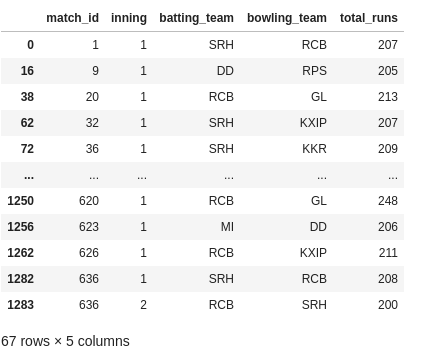 match_id inning batting_team bowling_team total_runs
0 1 1 SRH RCB 207
16 9 1 DD RPS 205
38 20 1 RCB GL 213
62 32 1 SRH KXIP 207
72 36 1 SRH KKR 209
... ... ... ... ... ...
1250 620 1 RCB GL 248
1256 623 1 MI DD 206
1262 626 1 RCB KXIP 211
1282 636 1 SRH RCB 208
1283 636 2 RCB SRH 200
67 rows × 5 columns